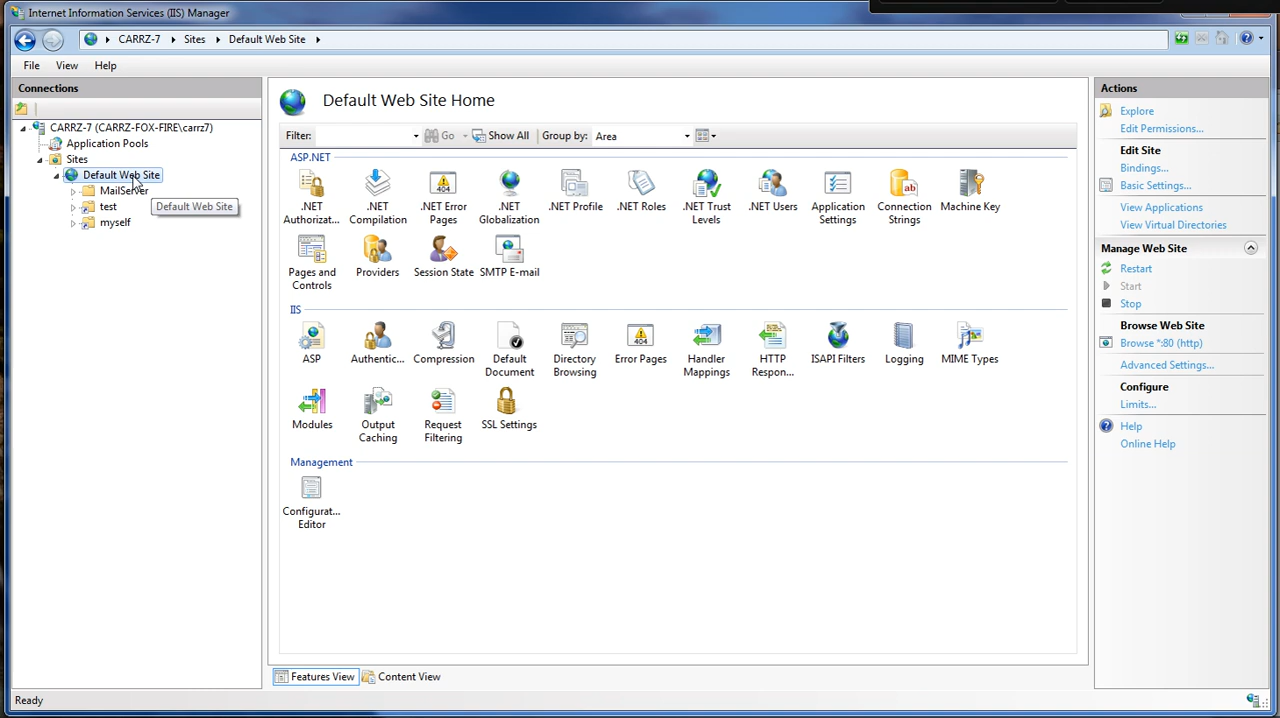 Internet Information Services (IIS) Manager
CARRZ-7 Sites Default Web Site
File View Help
Connections
CARRZ-7 (CARRZ-FOX-FIRE\carrz7)
Application Pools
Sites
Default Web Site
MailServer
test
myself
Default Web Site
Default Web Site Home
Filter: Go Show All Group by: Area
ASP.NET
.NET Authorizat...
.NET Compilation
.NET Error Pages
.NET Globalization
.NET Profile
.NET Roles
.NET Trust Levels
.NET Users
Application Settings
Connection Strings
Machine Key
Pages and Controls
Providers
Session State
SMTP E-mail
IIS
ASP
Authentic...
Compression
Default Document
Directory Browsing
Error Pages
Handler Mappings
HTTP Respon...
ISAPI Filters
Logging
MIME Types
Modules
Output Caching
Request Filtering
SSL Settings
Management
Configurat... Editor
Features View Content View
Actions
Explore
Edit Permissions...
Edit Site
Bindings...
Basic Settings...
View Applications
View Virtual Directories
Manage Web Site
Restart
Start
Stop
Browse Web Site
Browse *:80 (http)
Advanced Settings...
Configure
Limits...
Help
Online Help
Ready